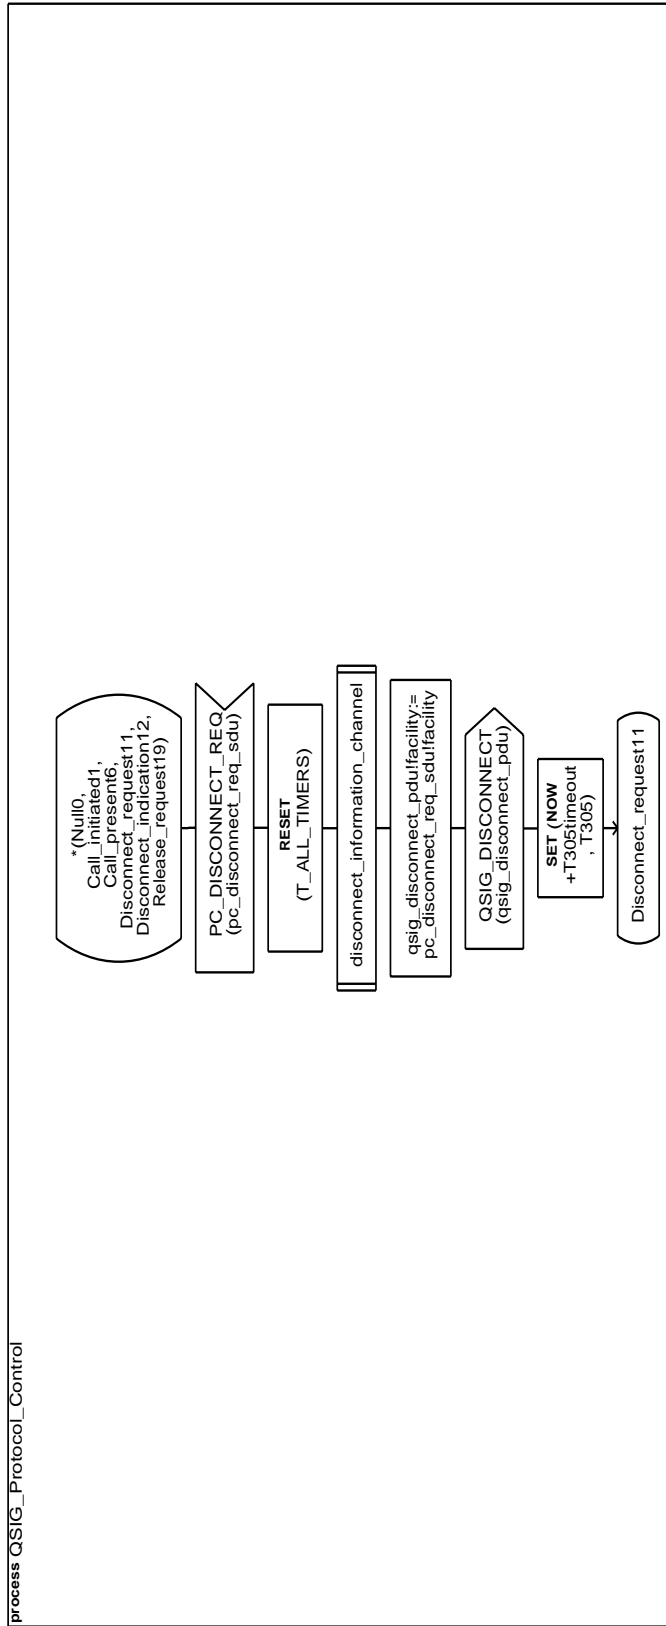 process QSIG_Protocol_Control
*(Null0,
Call_initiated1,
Call_present6,
Disconnect_request11,
Disconnect_indication12,
Release_request19)
PC_DISCONNECT_REQ
(pc_disconnect_req_sdu)
RESET
(T_ALL_TIMERS)
disconnect_information_channel
qsig_disconnect_pdu!facility:=
pc_disconnect_req_sdu!facility
QSIG_DISCONNECT
(qsig_disconnect_pdu)
SET (NOW
+T305timeout
, T305)
Disconnect_request11